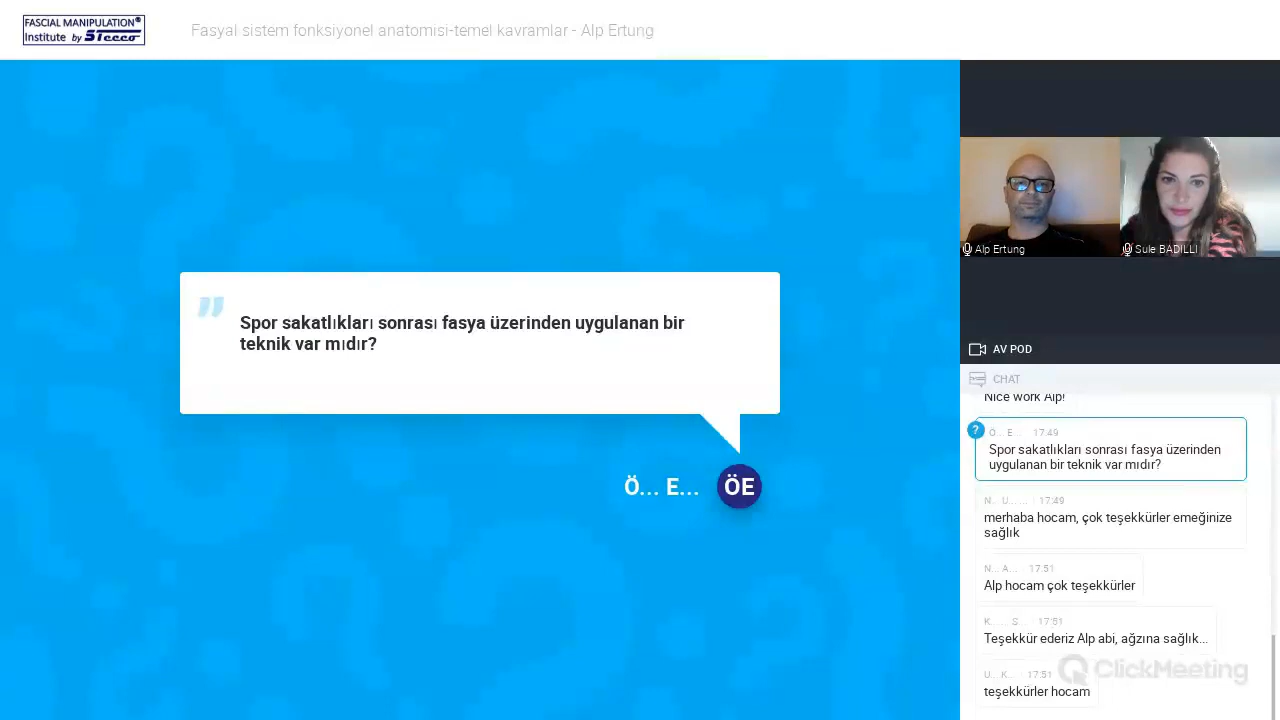 FASCIAL MANIPULATION®
Institute by Stecco
Fasyal sistem fonksiyonel anatomisi-temel kavramlar - Alp Ertung
Spor sakatlıkları sonrası fasya üzerinden uygulanan bir
teknik var mıdır?
Ö... E...
ÖE
Alp Ertung
Sule BADILLI
AV POD
CHAT
Nice work Alp!
?
Ö... E... 17:49
Spor sakatlıkları sonrası fasya üzerinden
uygulanan bir teknik var mıdır?
N... U... ... 17:49
merhaba hocam, çok teşekkürler emeğinize
sağlık
N... A... 17:51
Alp hocam çok teşekkürler
K... ... S... 17:51
Teşekkür ederiz Alp abi, ağzına sağlık...
ClickMeeting
U... K... 17:51
teşekkürler hocam